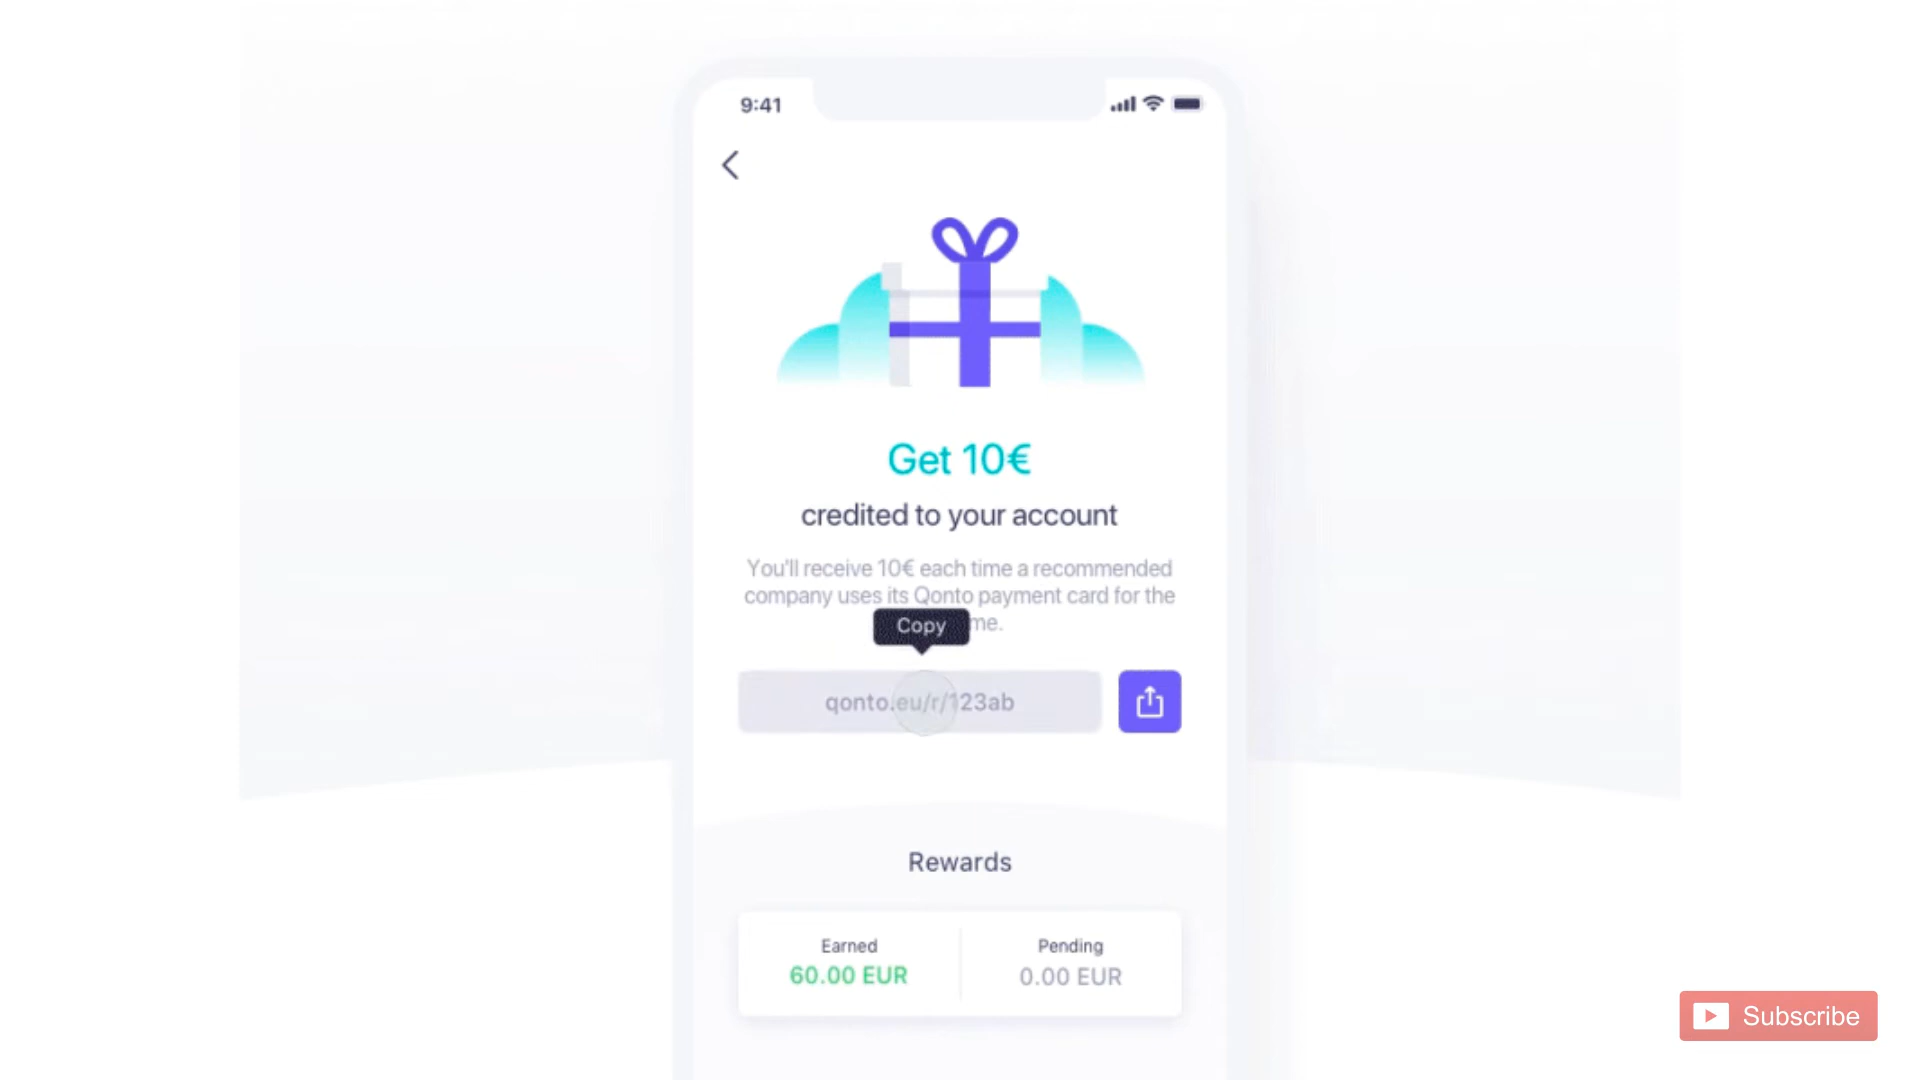 9:41
Get 10€
credited to your account
You'll receive 10€ each time a recommended
company uses its Qonto payment card for the
me.
Copy
qonto.eu/r/123ab
Rewards
Earned
60.00 EUR
Pending
0.00 EUR
Subscribe